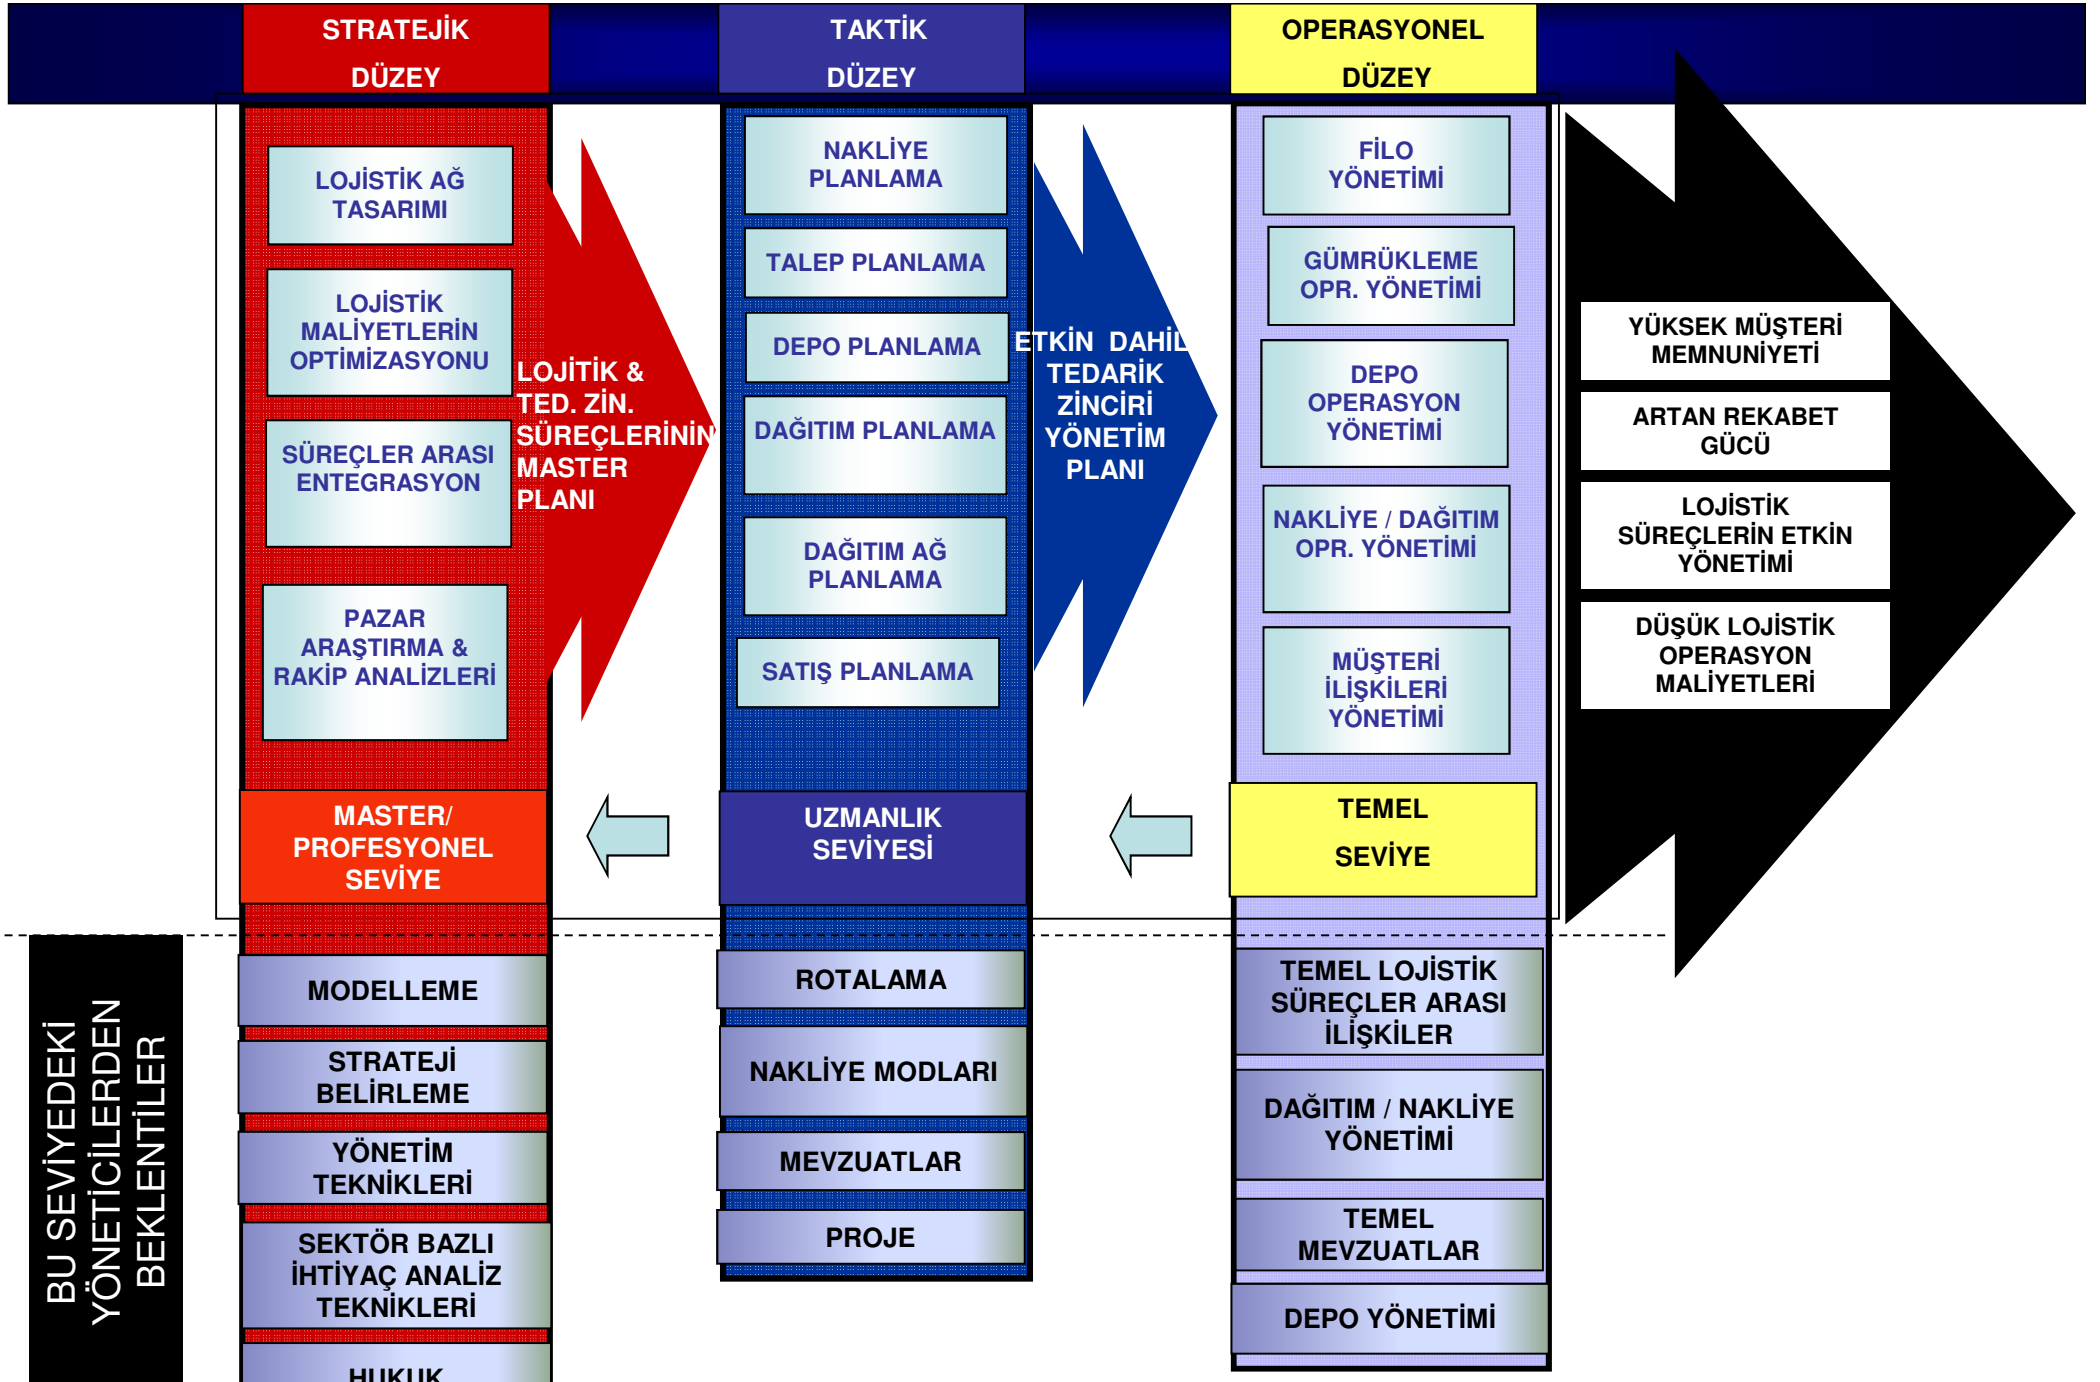 STRATEJİK
DÜZEY
TAKTİK
DÜZEY
OPERASYONEL
DÜZEY
LOJİSTİK AĞ
TASARIMI
LOJİSTİK
MALİYETLERİN
OPTİMİZASYONU
SÜREÇLER ARASI
ENTEGRASYON
PAZAR
ARAŞTIRMA &
RAKİP ANALİZLERİ
LOJİTİK &
TED. ZİN.
SÜREÇLERİNİN
MASTER
PLANI
NAKLİYE
PLANLAMA
TALEP PLANLAMA
DEPO PLANLAMA
DAĞITIM PLANLAMA
DAĞITIM AĞ
PLANLAMA
SATIŞ PLANLAMA
ETKİN DAHİL
TEDARİK
ZİNCİRİ
YÖNETİM
PLANI
FİLO
YÖNETİMİ
GÜMRÜKLEME
OPR. YÖNETİMİ
DEPO
OPERASYON
YÖNETİMİ
NAKLİYE / DAĞITIM
OPR. YÖNETİMİ
MÜŞTERİ
İLİŞKİLERİ
YÖNETİMİ
YÜKSEK MÜŞTERİ
MEMNUNİYETİ
ARTAN REKABET
GÜCÜ
LOJİSTİK
SÜREÇLERİN ETKİN
YÖNETİMİ
DÜŞÜK LOJİSTİK
OPERASYON
MALİYETLERİ
MASTER/
PROFESYONEL
SEVİYE
UZMANLIK
SEVİYESİ
TEMEL
SEVİYE
BU SEVİYEDEKİ
YÖNETİCİLERDEN
BEKLENTİLER
MODELLEME
STRATEJİ
BELİRLEME
YÖNETİM
TEKNİKLERİ
SEKTÖR BAZLI
İHTİYAÇ ANALİZ
TEKNİKLERİ
HUKUK
ROTALAMA
NAKLİYE MODLARI
MEVZUATLAR
PROJE
TEMEL LOJİSTİK
SÜREÇLER ARASI
İLİŞKİLER
DAĞITIM / NAKLİYE
YÖNETİMİ
TEMEL
MEVZUATLAR
DEPO YÖNETİMİ